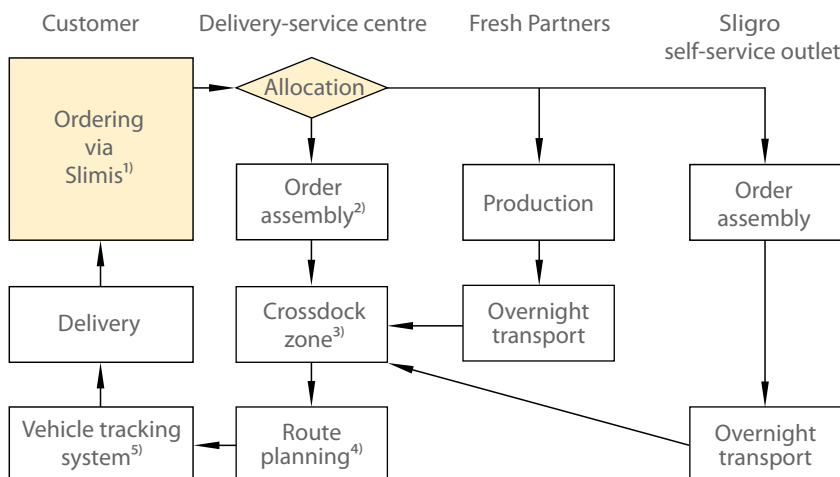 Customer
Delivery-service centre
Fresh Partners
Sligro
self-service outlet
Ordering
via
Slimis¹⁾
Allocation
Order
assembly²⁾
Production
Order
assembly
Delivery
Crossdock
zone³⁾
Overnight
transport
Vehicle tracking
system⁵⁾
Route
planning⁴⁾
Overnight
transport